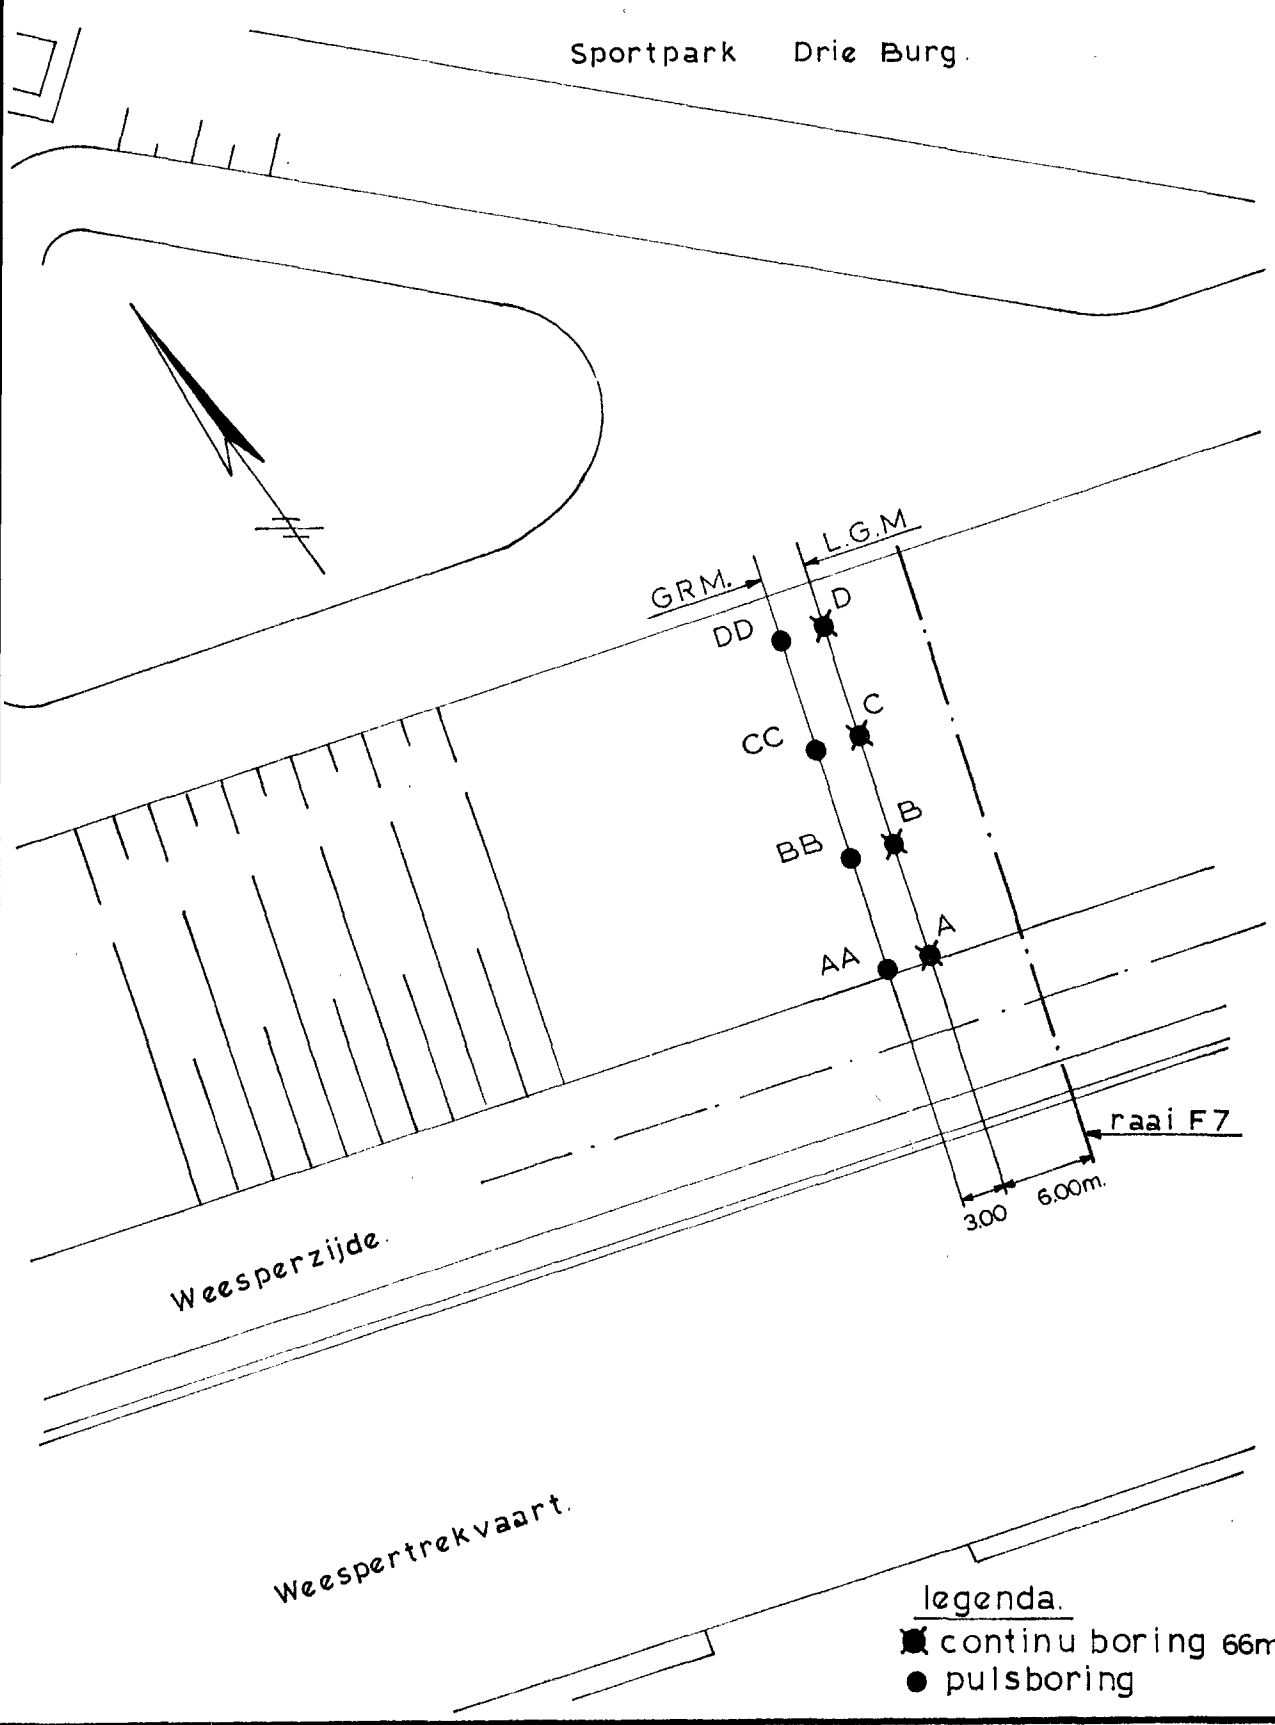 Sportpark Drie Burg.
L.G.M
GRM.
D
DD
C
CC
B
BB
A
AA
raai F7
6.00m.
3.00
Weesperzijde.
Weespertrekvaart.
legenda.
continu boring 66m
pulsboring